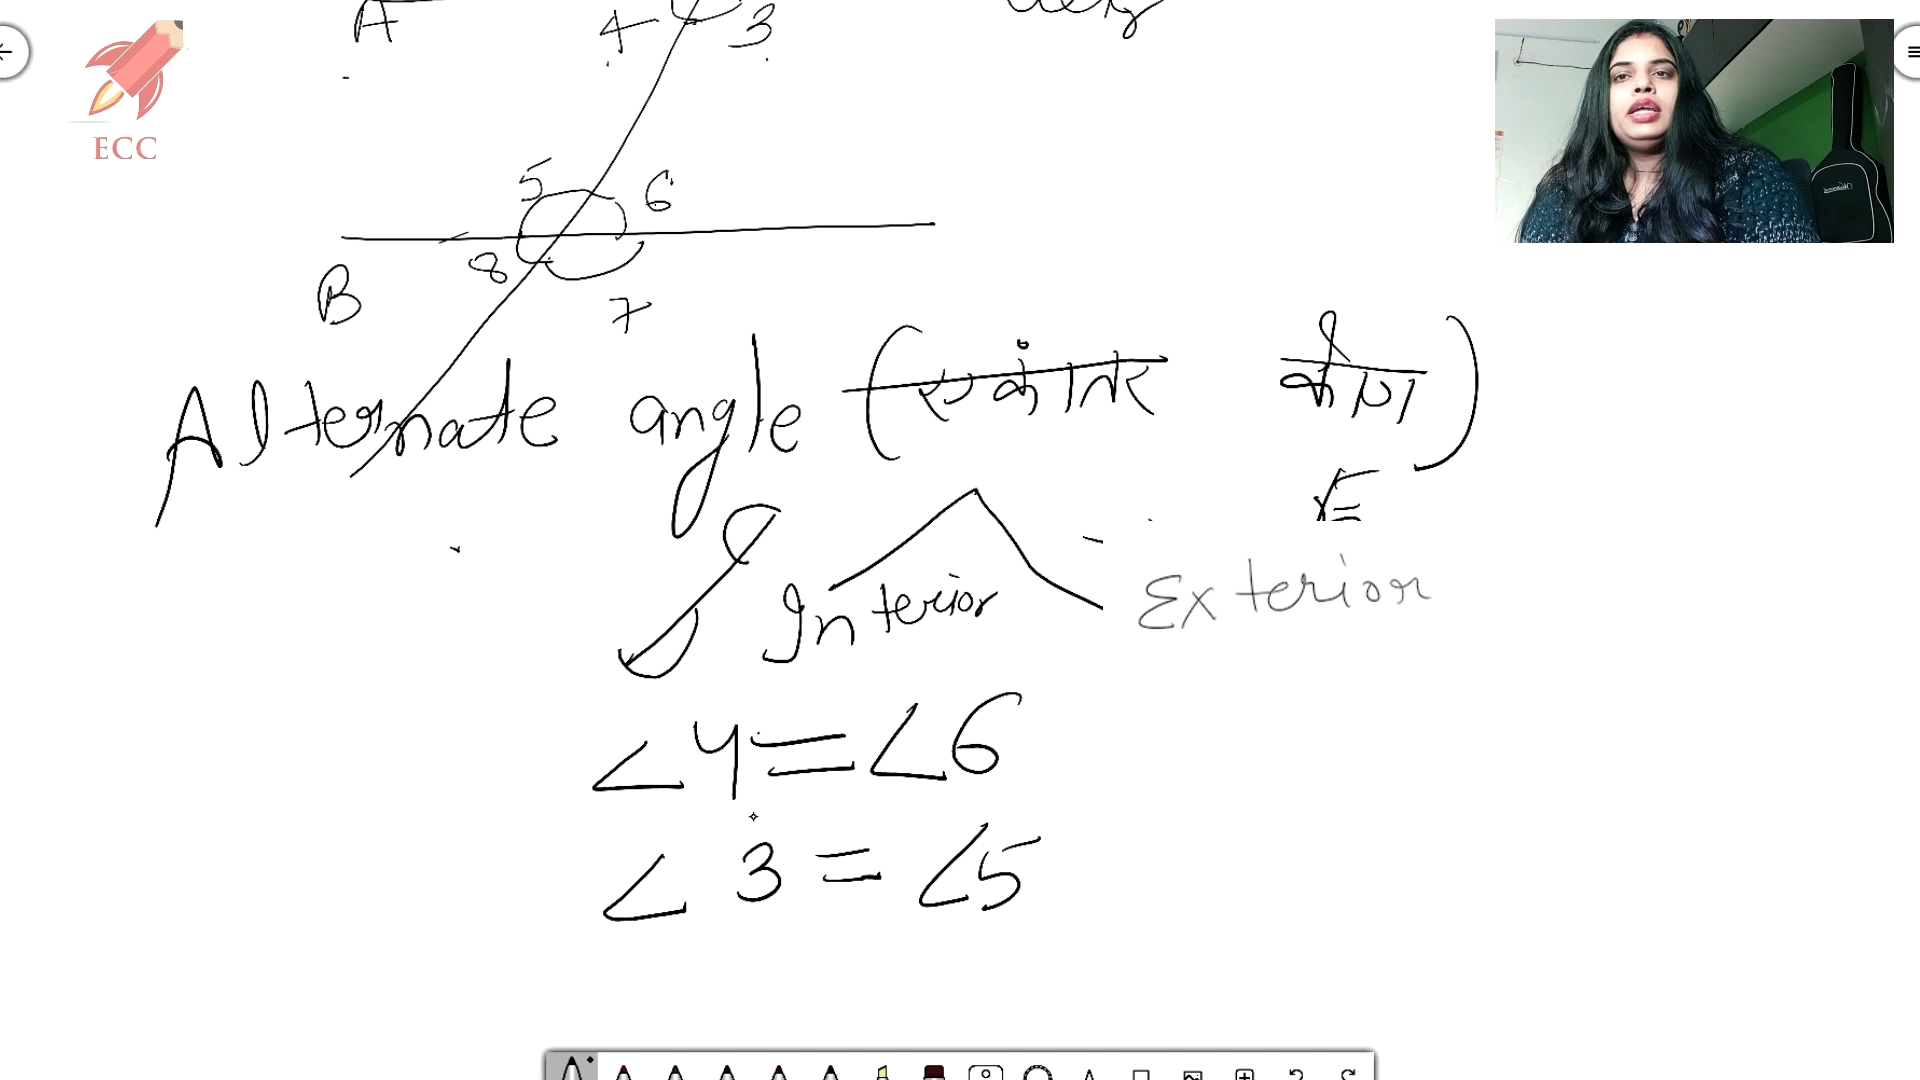 A 4 3
ECC
5 6
8
B 7
Alternate angle (एकांतर कोण)
Interior Exterior
∠4 = ∠6
∠3 = ∠5